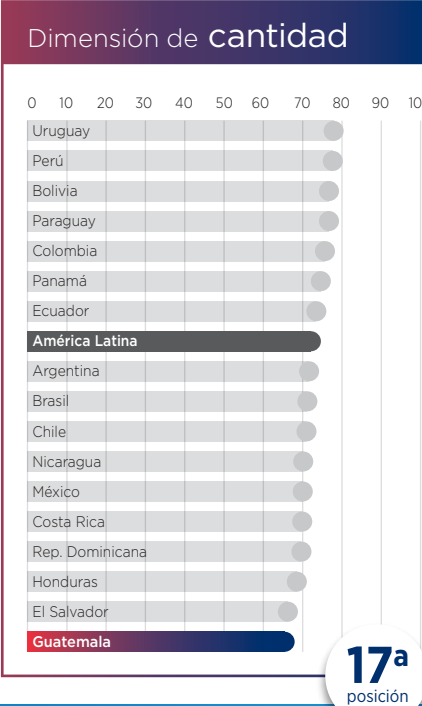 Dimensión de cantidad
0 10 20 30 40 50 60 70 80 90 10
Uruguay
Perú
Bolivia
Paraguay
Colombia
Panamá
Ecuador
América Latina
Argentina
Brasil
Chile
Nicaragua
México
Costa Rica
Rep. Dominicana
Honduras
El Salvador
Guatemala
17ª
posición